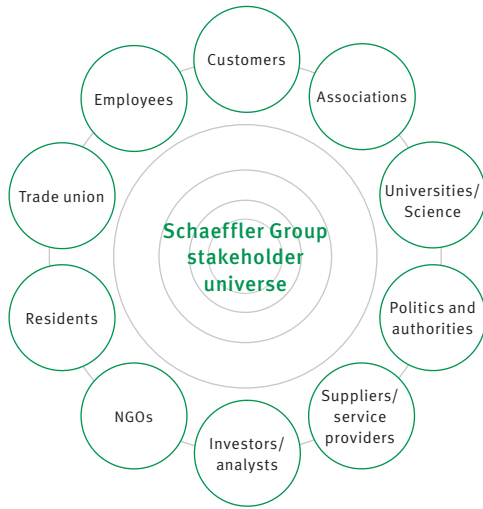 Customers
Associations
Universities/
Science
Politics and
authorities
Suppliers/
service
providers
Investors/
analysts
NGOs
Residents
Trade union
Employees
Schaeffler Group
stakeholder
universe